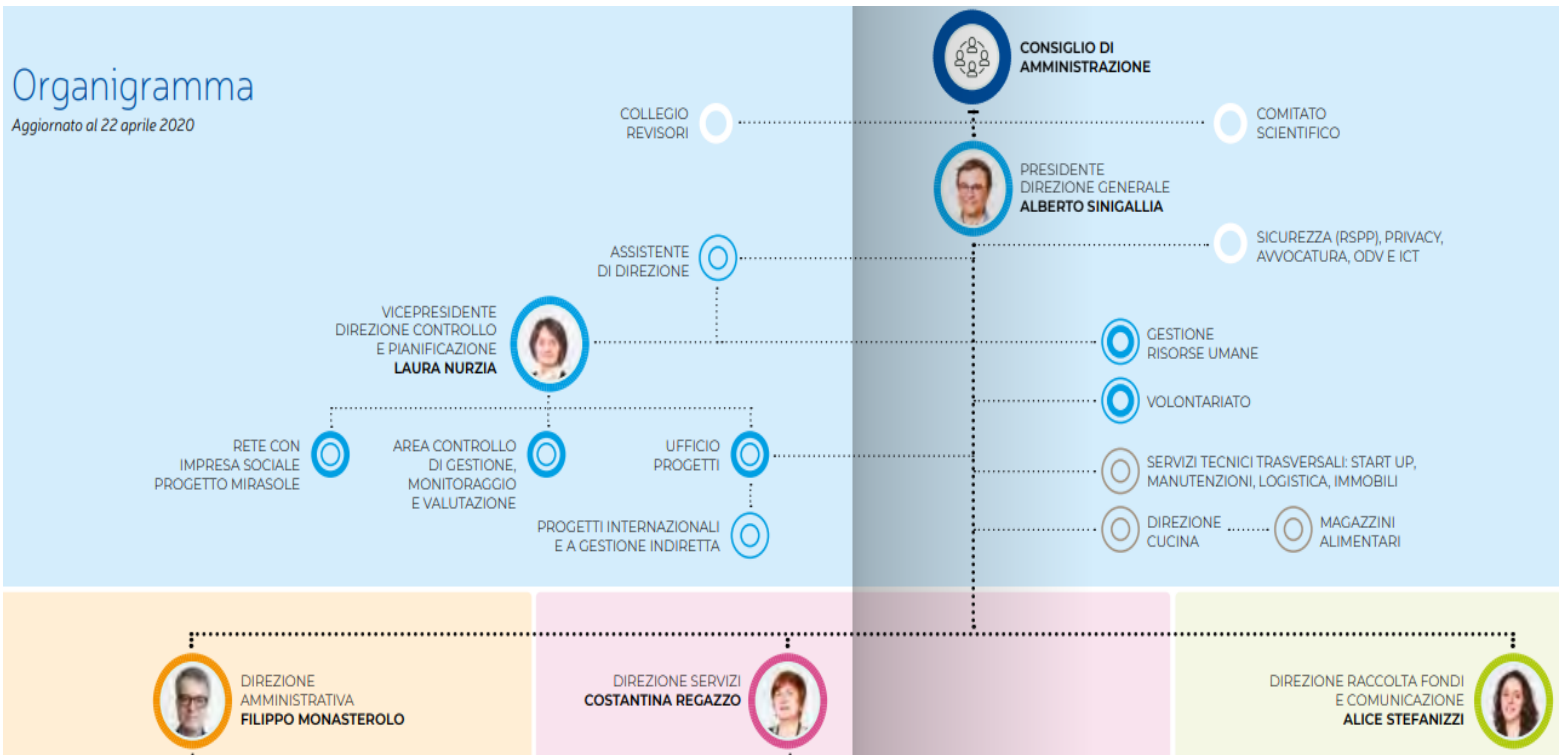 Organigramma
Aggiornato al 22 aprile 2020
CONSIGLIO DI
AMMINISTRAZIONE
COLLEGIO
REVISORI
COMITATO
SCIENTIFICO
PRESIDENTE
DIREZIONE GENERALE
ALBERTO SINIGALLIA
ASSISTENTE
DI DIREZIONE
SICUREZZA (RSPP), PRIVACY,
AVVOCATURA, ODV E ICT
VICEPRESIDENTE
DIREZIONE CONTROLLO
E PIANIFICAZIONE
LAURA NURZIA
GESTIONE
RISORSE UMANE
VOLONTARIATO
RETE CON
IMPRESA SOCIALE
PROGETTO MIRASOLE
AREA CONTROLLO
DI GESTIONE,
MONITORAGGIO
E VALUTAZIONE
UFFICIO
PROGETTI
SERVIZI TECNICI TRASVERSALI: START UP,
MANUTENZIONI, LOGISTICA, IMMOBILI
PROGETTI INTERNAZIONALI
E A GESTIONE INDIRETTA
DIREZIONE
CUCINA
MAGAZZINI
ALIMENTARI
DIREZIONE
AMMINISTRATIVA
FILIPPO MONASTEROLO
DIREZIONE SERVIZI
COSTANTINA REGAZZO
DIREZIONE RACCOLTA FONDI
E COMUNICAZIONE
ALICE STEFANIZZI